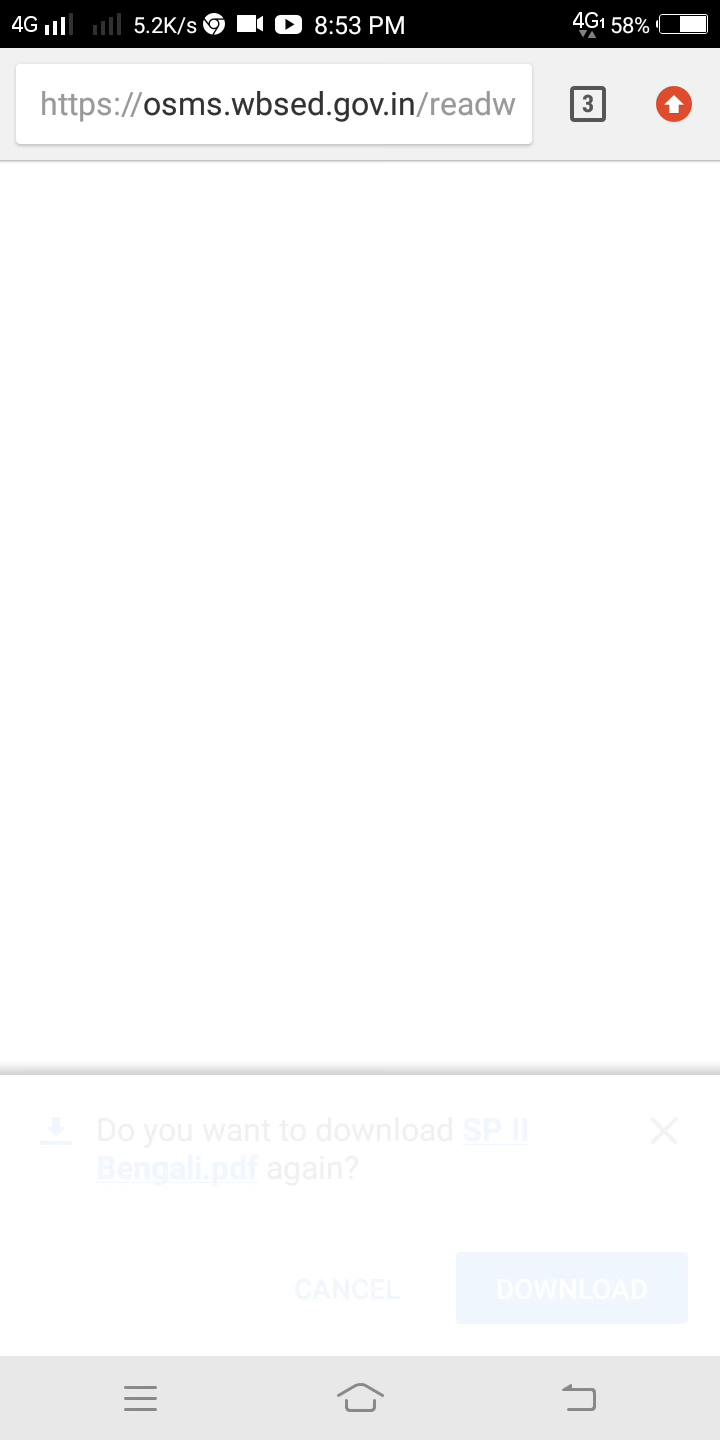 4G 5.2K/s 8:53 PM 4G1 58%
https://osms.wbsed.gov.in/readw 3
Do you want to download SP II
Bengali.pdf again?
CANCEL DOWNLOAD